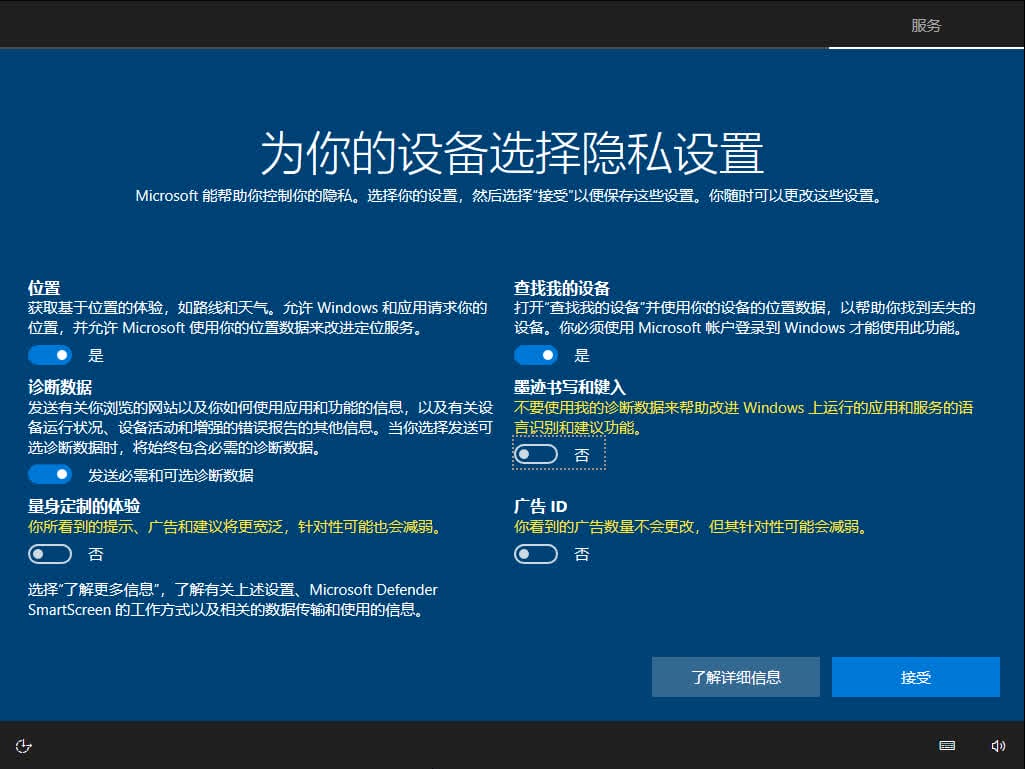 服务
为你的设备选择隐私设置
Microsoft 能帮助你控制你的隐私。选择你的设置，然后选择“接受”以便保存这些设置。你随时可以更改这些设置。
位置
获取基于位置的体验，如路线和天气。允许 Windows 和应用请求你的
位置，并允许 Microsoft 使用你的位置数据来改进定位服务。
是
诊断数据
发送有关你浏览的网站以及你如何使用应用和功能的信息，以及有关设
备运行状况、设备活动和增强的错误报告的其他信息。当你选择发送可
选诊断数据时，将始终包含必需的诊断数据。
发送必需和可选诊断数据
量身定制的体验
你所看到的提示、广告和建议将更宽泛，针对性可能也会减弱。
否
选择“了解更多信息”，了解有关上述设置、Microsoft Defender
SmartScreen 的工作方式以及相关的数据传输和使用的信息。
查找我的设备
打开“查找我的设备”并使用你的设备的位置数据，以帮助你找到丢失的
设备。你必须使用 Microsoft 帐户登录到 Windows 才能使用此功能。
是
墨迹书写和键入
不要使用我的诊断数据来帮助改进 Windows 上运行的应用和服务的语
言识别和建议功能。
否
广告 ID
你看到的广告数量不会更改，但其针对性可能会减弱。
否
了解详细信息
接受